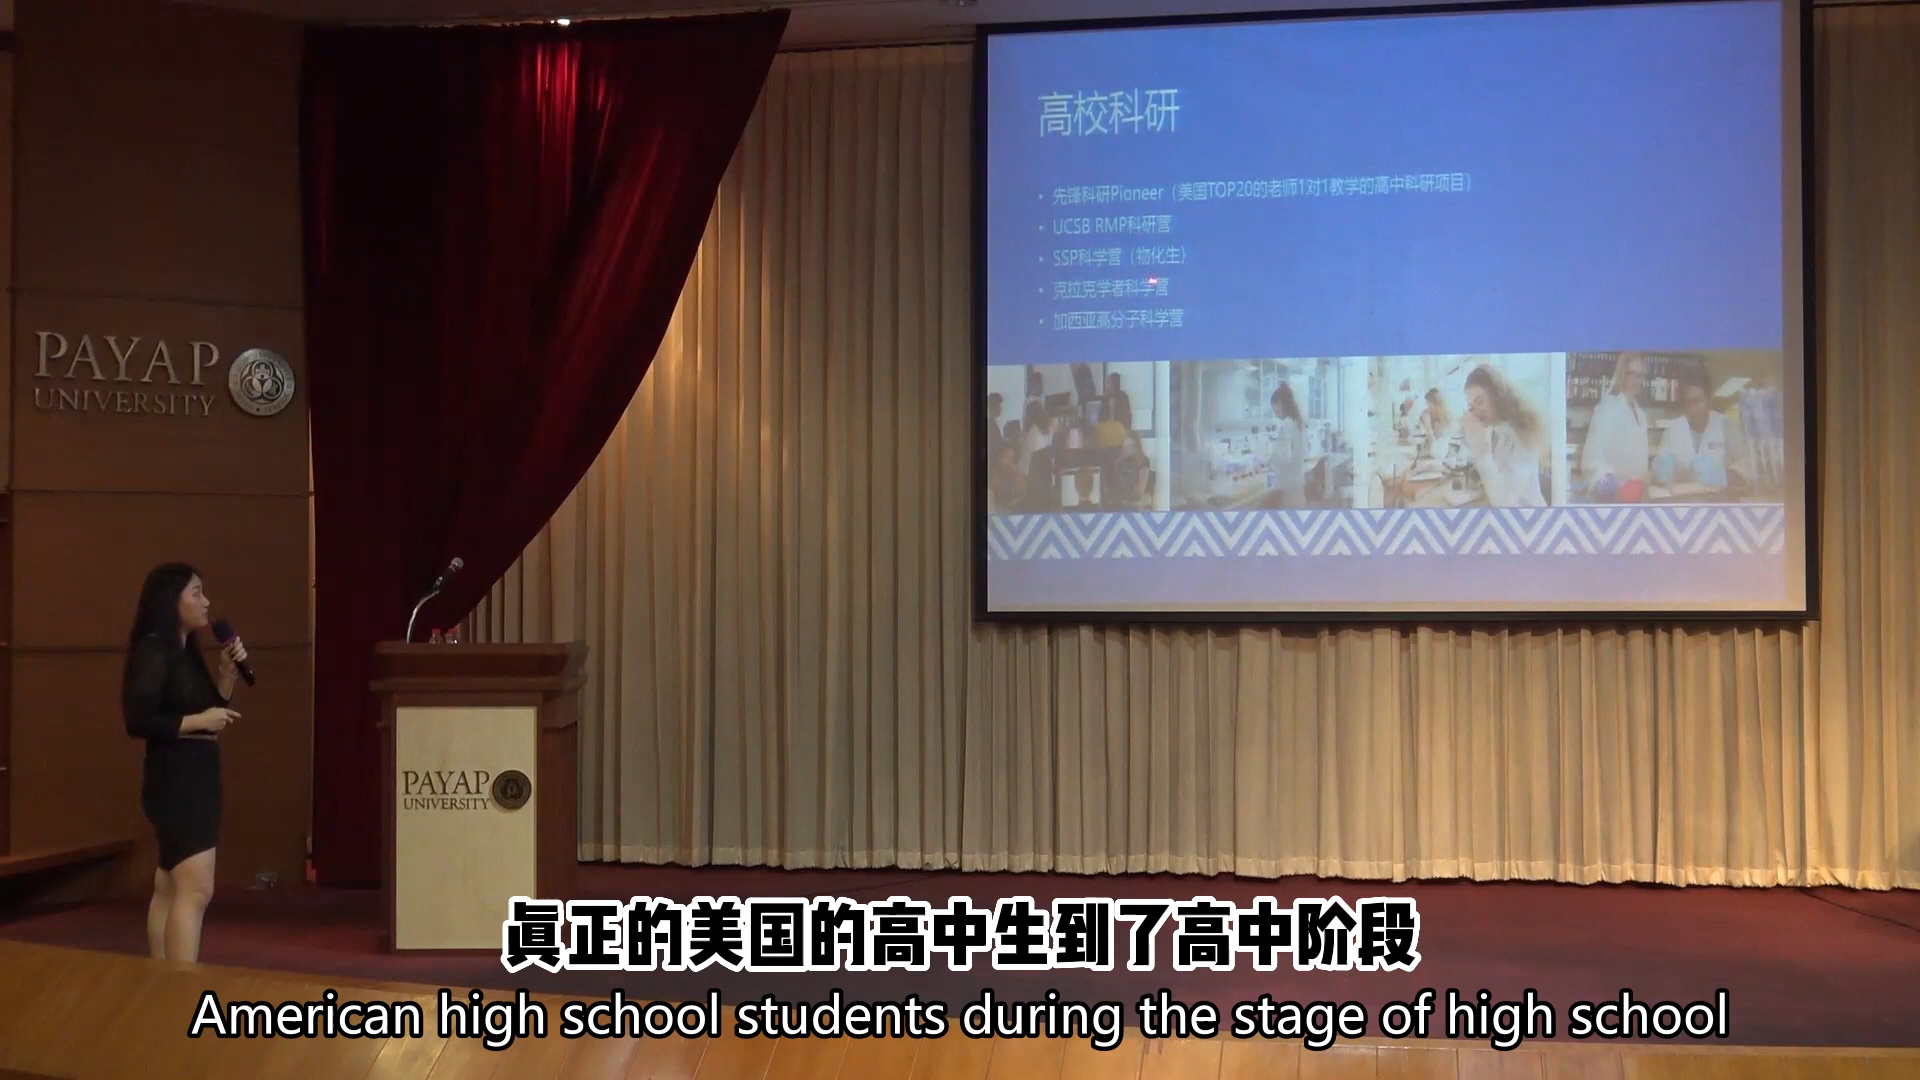 高校科研
• 先锋科研Pioneer（美国TOP20的老师1对1教学的高中科研项目）
• UCSB RMP科研营
• SSP科学营（物化生）
• 克拉克学者科学营
• 加西亚高分子科学营
PAYAP
UNIVERSITY
PAYAP
UNIVERSITY
真正的美国的高中生到了高中阶段
American high school students during the stage of high school